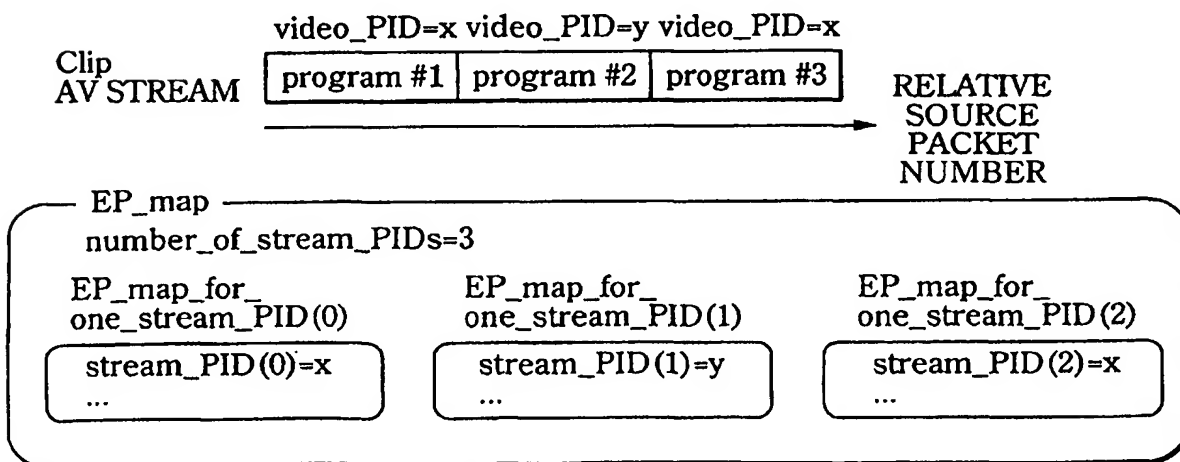 video_PID=x video_PID=y video_PID=x
Clip
AV STREAM
program #1 program #2 program #3
RELATIVE
SOURCE
PACKET
NUMBER
EP_map
number_of_stream_PIDs=3
EP_map_for_
one_stream_PID(0)
stream_PID(0)=x
...
EP_map_for_
one_stream_PID(1)
stream_PID(1)=y
...
EP_map_for_
one_stream_PID(2)
stream_PID(2)=x
...